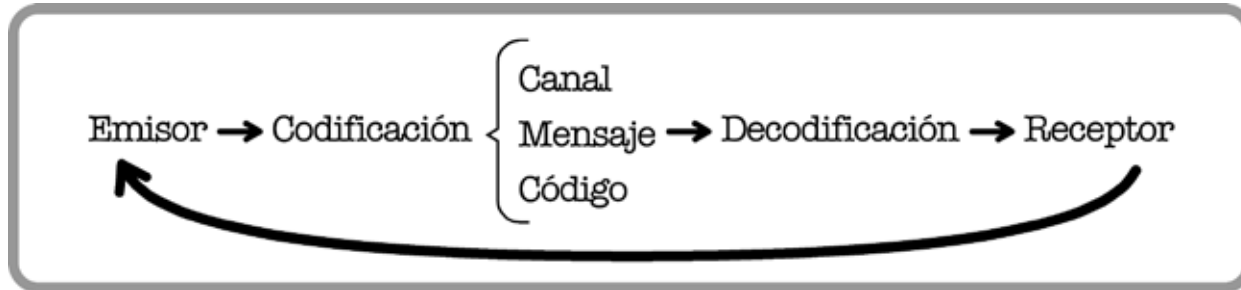 Canal
Emisor → Codificación Mensaje → Decodificación → Receptor
Código